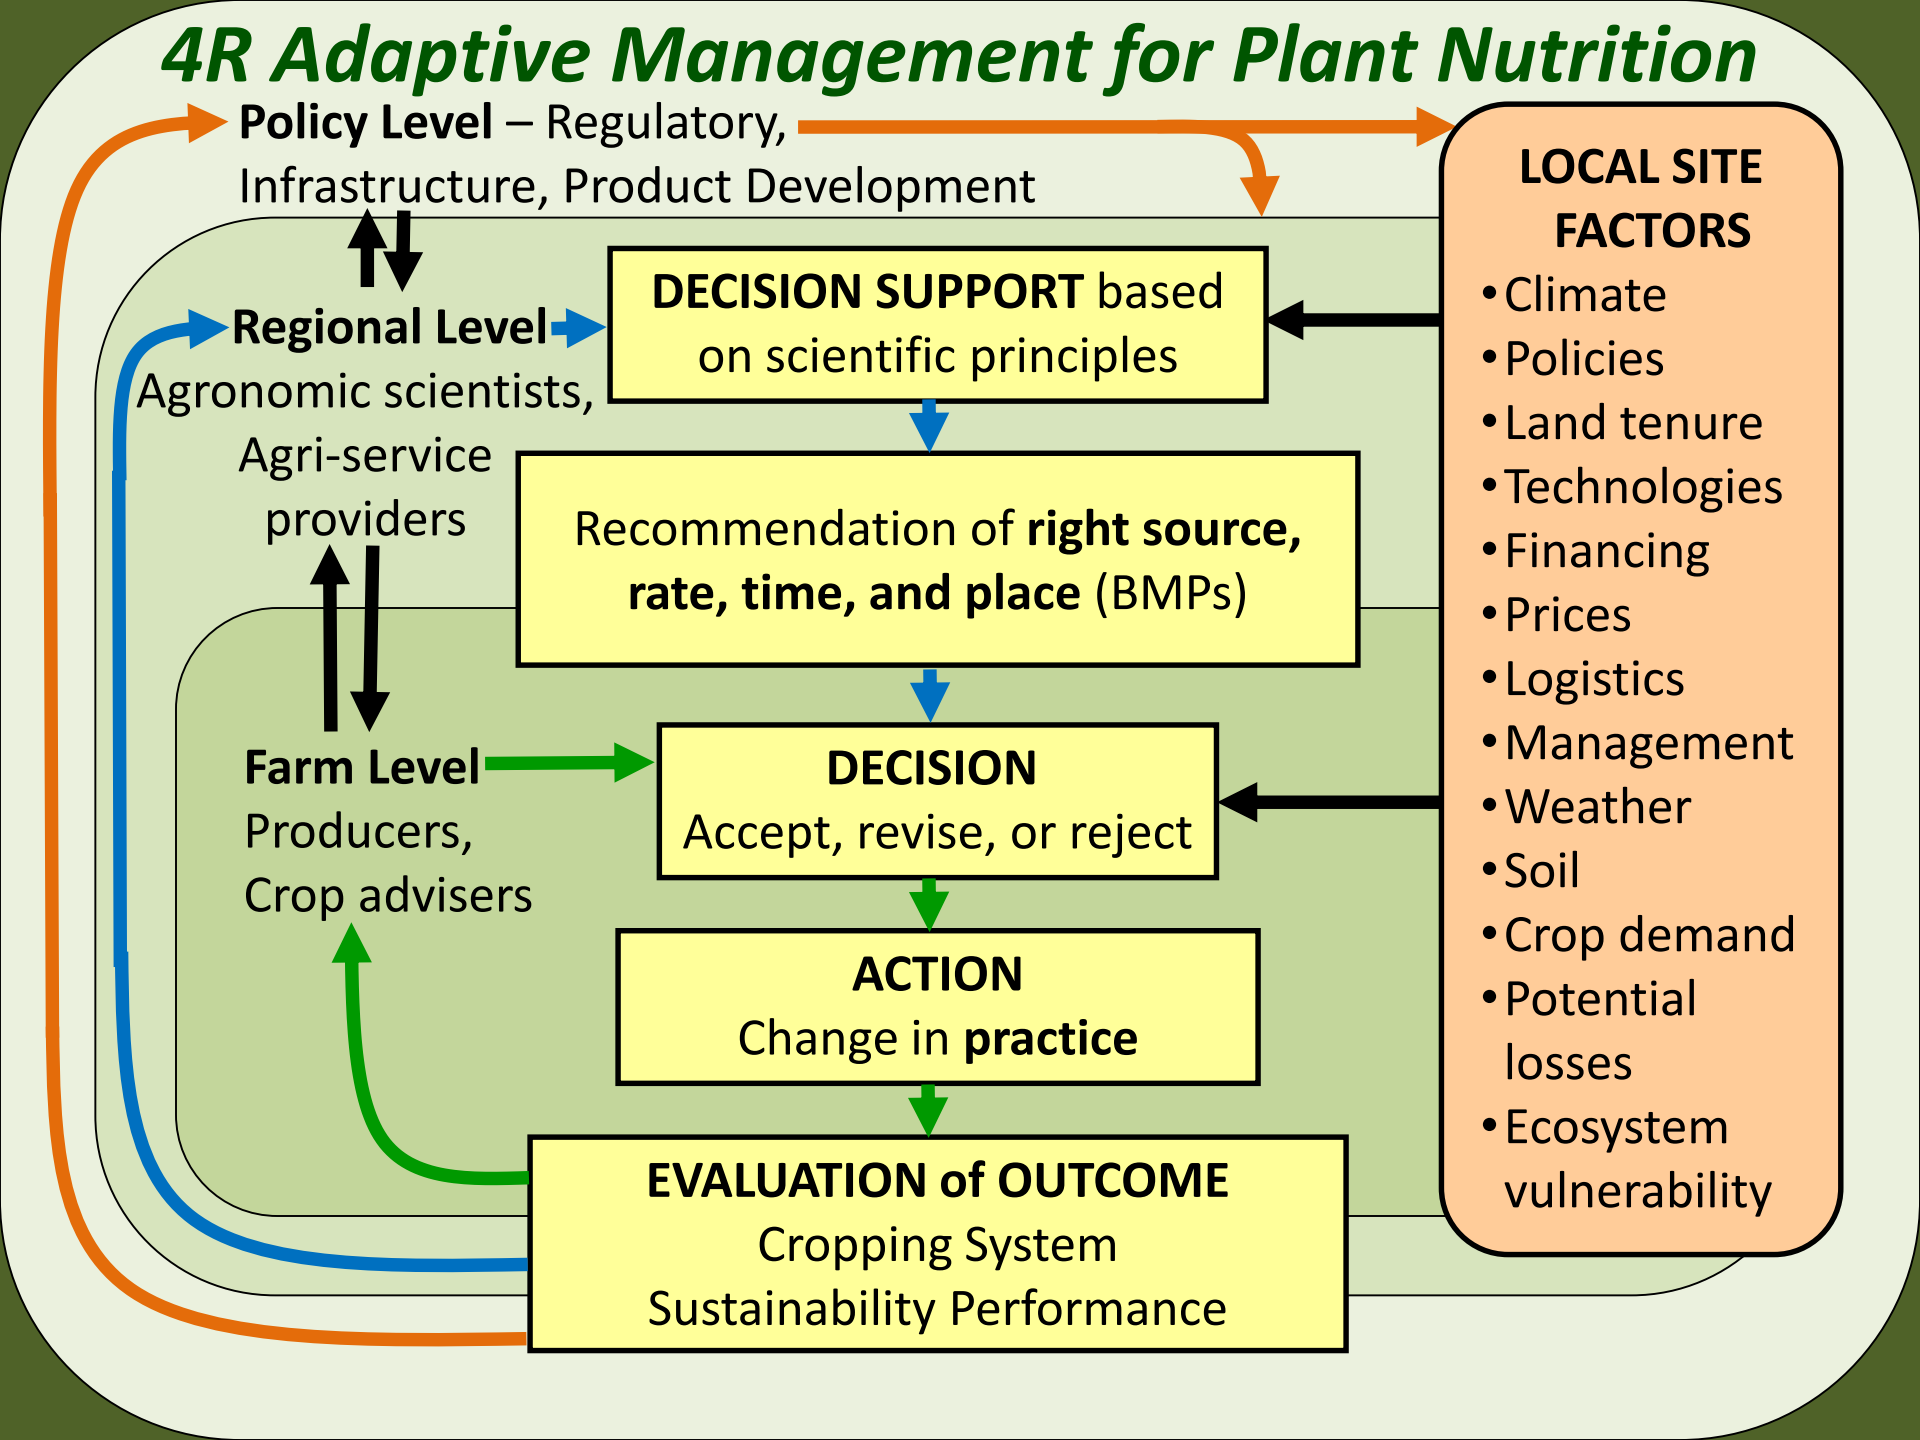 4R Adaptive Management for Plant Nutrition
Policy Level – Regulatory,
Infrastructure, Product Development
Regional Level
Agronomic scientists,
Agri-service
providers
Farm Level
Producers,
Crop advisers
DECISION SUPPORT based
on scientific principles
Recommendation of right source,
rate, time, and place (BMPs)
DECISION
Accept, revise, or reject
ACTION
Change in practice
EVALUATION of OUTCOME
Cropping System
Sustainability Performance
LOCAL SITE
FACTORS
•Climate
•Policies
•Land tenure
•Technologies
•Financing
•Prices
•Logistics
•Management
•Weather
•Soil
•Crop demand
•Potential
losses
•Ecosystem
vulnerability